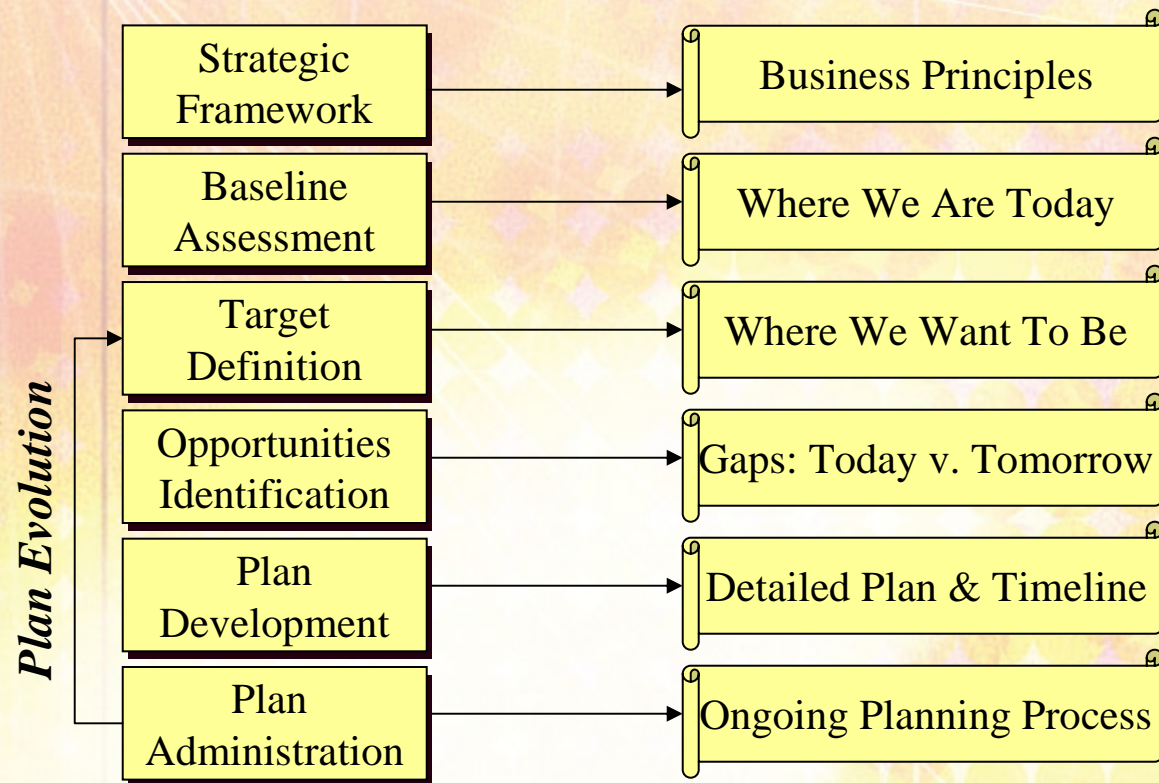 Strategic
Framework
Business Principles
Baseline
Assessment
Where We Are Today
Target
Definition
Where We Want To Be
Opportunities
Identification
Gaps: Today v. Tomorrow
Plan
Development
Detailed Plan & Timeline
Plan
Administration
Ongoing Planning Process
Plan Evolution